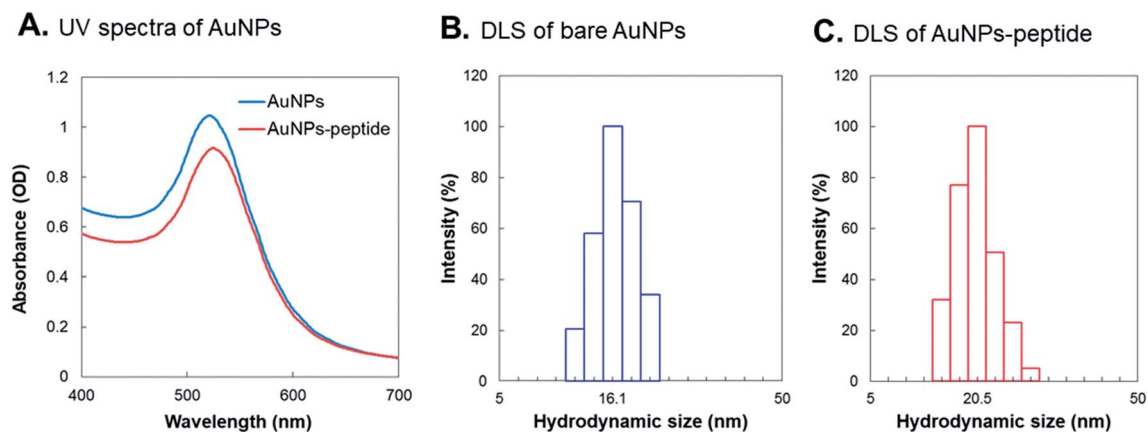 A. UV spectra of AuNPs
1.2
1
0.8
0.6
0.4
0.2
0
Absorbance (OD)
AuNPs
AuNPs-peptide
400 500 600 700
Wavelength (nm)
B. DLS of bare AuNPs
120
100
80
60
40
20
0
Intensity (%)
5 16.1 50
Hydrodynamic size (nm)
C. DLS of AuNPs-peptide
120
100
80
60
40
20
0
Intensity (%)
5 20.5 50
Hydrodynamic size (nm)